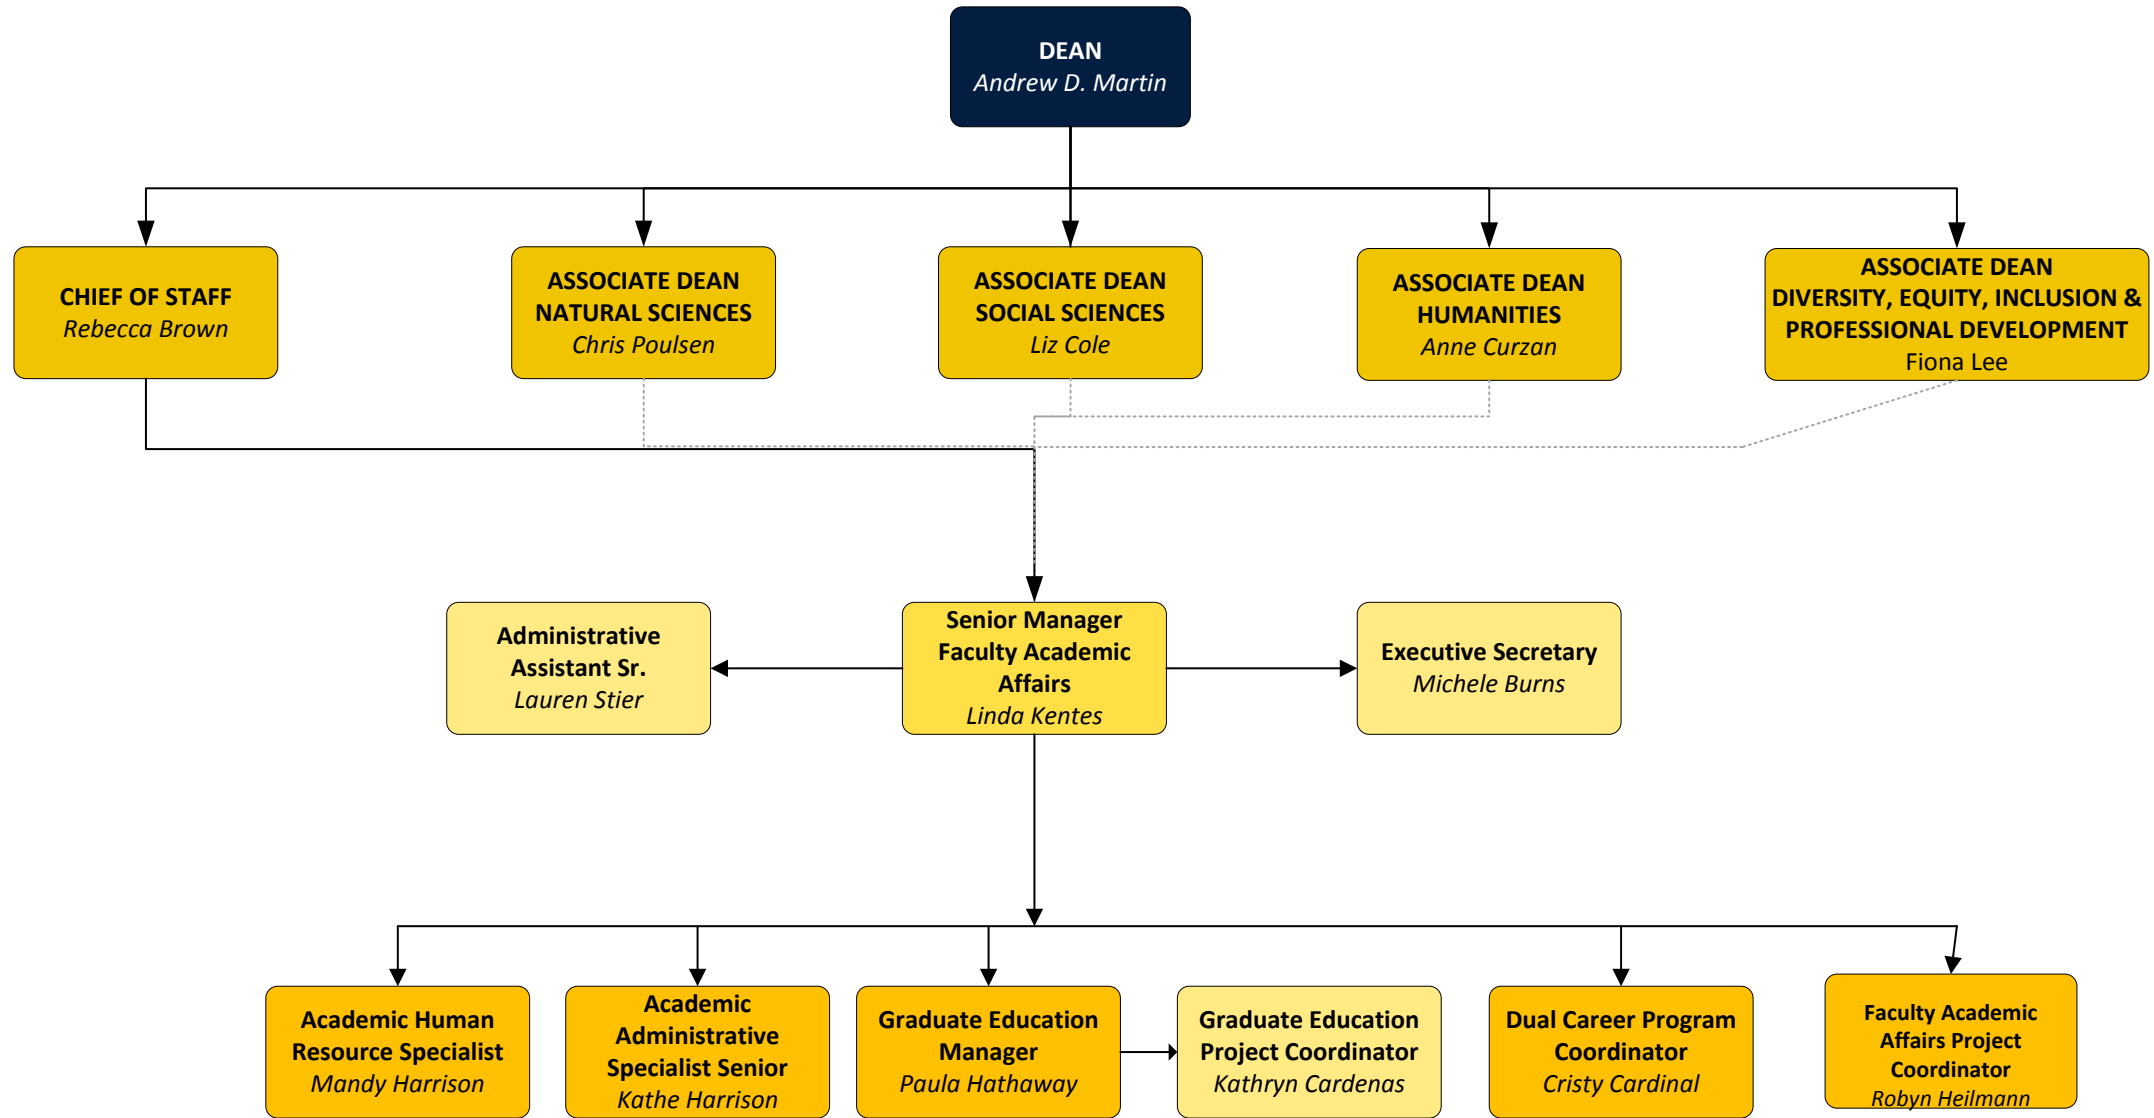 DEAN
Andrew D. Martin
CHIEF OF STAFF
Rebecca Brown
ASSOCIATE DEAN
NATURAL SCIENCES
Chris Poulsen
ASSOCIATE DEAN
SOCIAL SCIENCES
Liz Cole
ASSOCIATE DEAN
HUMANITIES
Anne Curzan
ASSOCIATE DEAN
DIVERSITY, EQUITY, INCLUSION &
PROFESSIONAL DEVELOPMENT
Fiona Lee
Administrative
Assistant Sr.
Lauren Stier
Senior Manager
Faculty Academic
Affairs
Linda Kentes
Executive Secretary
Michele Burns
Academic Human
Resource Specialist
Mandy Harrison
Academic
Administrative
Specialist Senior
Kathe Harrison
Graduate Education
Manager
Paula Hathaway
Graduate Education
Project Coordinator
Kathryn Cardenas
Dual Career Program
Coordinator
Cristy Cardinal
Faculty Academic
Affairs Project
Coordinator
Robyn Heilmann